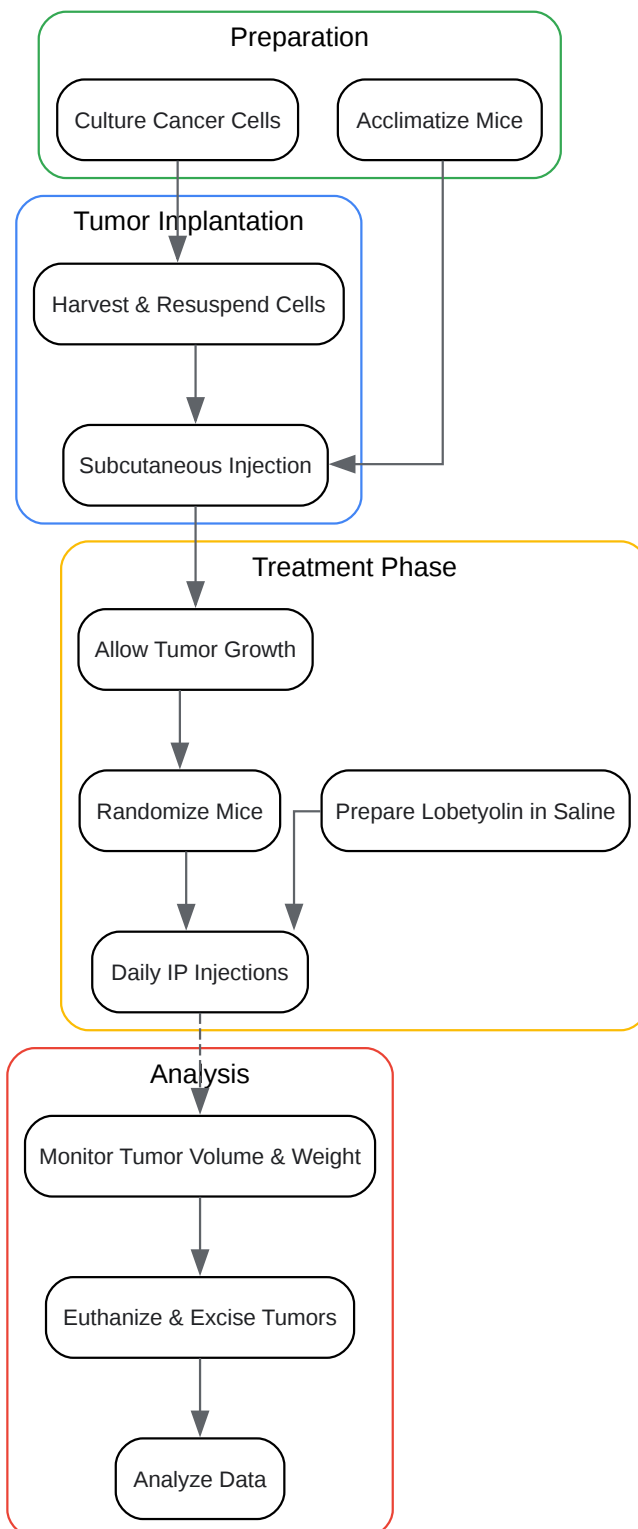 Preparation
Culture Cancer Cells
Acclimatize Mice
Tumor Implantation
Harvest & Resuspend Cells
Subcutaneous Injection
Treatment Phase
Allow Tumor Growth
Randomize Mice
Prepare Lobetyolin in Saline
Daily IP Injections
Analysis
Monitor Tumor Volume & Weight
Euthanize & Excise Tumors
Analyze Data